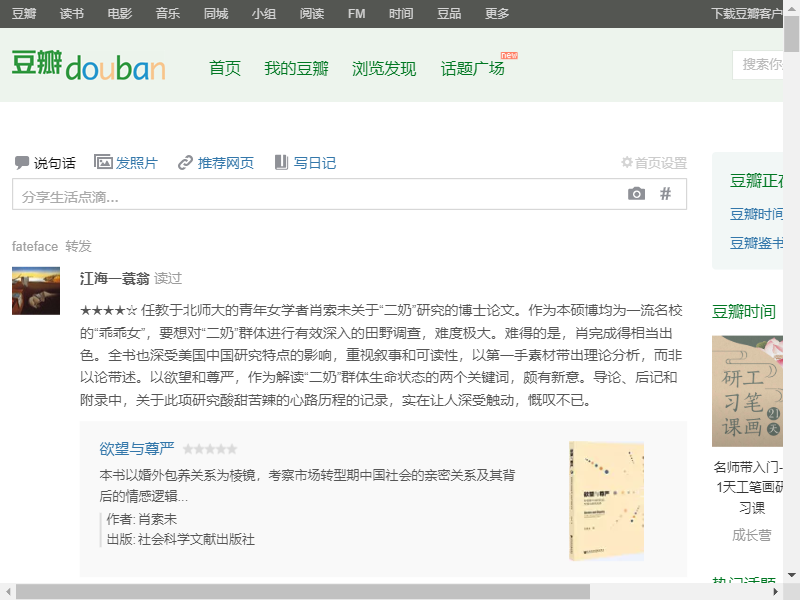 豆瓣 读书 电影 音乐 同城 小组 阅读 FM 时间 豆品 更多 下载豆瓣客户
豆瓣 douban 首页 我的豆瓣 浏览发现 话题广场 new 搜索你
说句话 发照片 推荐网页 写日记 首页设置
分享生活点滴... #
fateface 转发
江海一蓑翁 读过
★★★★☆ 任教于北师大的青年女学者肖索未关于“二奶”研究的博士论文。作为本硕博均为一流名校
的“乖乖女”，要想对“二奶”群体进行有效深入的田野调查，难度极大。难得的是，肖完成得相当出
色。全书也深受美国中国研究特点的影响，重视叙事和可读性，以第一手素材带出理论分析，而非
以论带述。以欲望和尊严，作为解读“二奶”群体生命状态的两个关键词，颇有新意。导论、后记和
附录中，关于此项研究酸甜苦辣的心路历程的记录，实在让人深受触动，慨叹不已。
欲望与尊严
本书以婚外包养关系为棱镜，考察市场转型期中国社会的亲密关系及其背
后的情感逻辑...
作者: 肖索未
出版: 社会科学文献出版社
欲望与尊严
豆瓣正在
豆瓣时间
豆瓣鉴书
豆瓣时间
研习课
工笔画
21天
名师带入门-
1天工笔画研
习课
成长营
热门话题